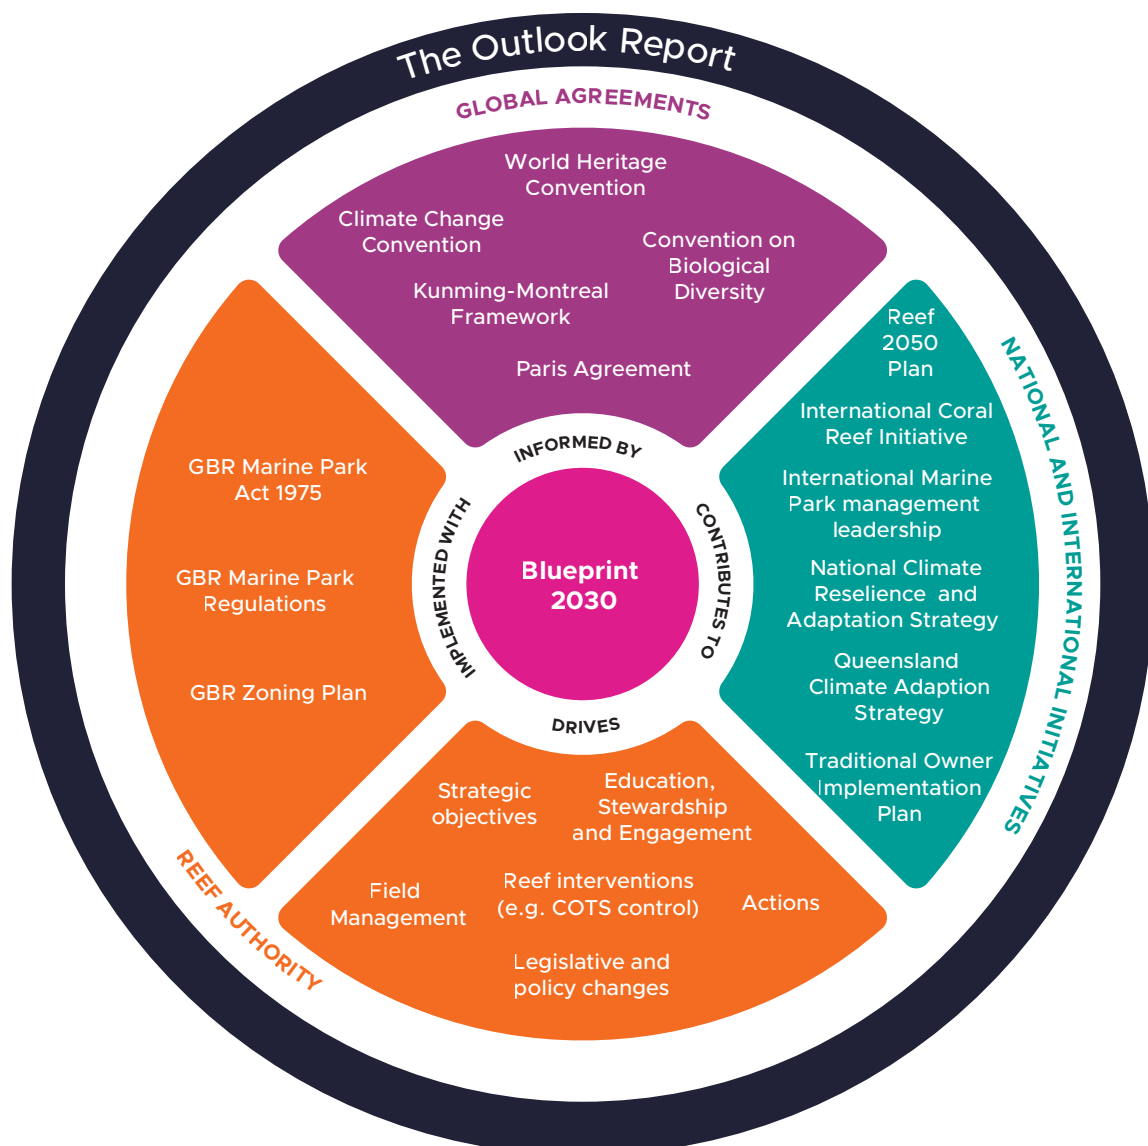 The Outlook Report
GLOBAL AGREEMENTS
World Heritage
Convention
Climate Change
Convention
Convention on
Biological
Diversity
Kunming-Montreal
Framework
Paris Agreement
INFORMED BY
NATIONAL AND INTERNATIONAL INITIATIVES
Reef
2050
Plan
International Coral
Reef Initiative
International Marine
Park management
leadership
National Climate
Reselience and
Adaptation Strategy
Queensland
Climate Adaption
Strategy
Traditional Owner
Implementation
Plan
CONTRIBUTES TO
Blueprint
2030
IMPLEMENTED WITH
GBR Marine Park
Act 1975
GBR Marine Park
Regulations
GBR Zoning Plan
DRIVES
Strategic
objectives
Education,
Stewardship
and Engagement
Field
Management
Reef interventions
(e.g. COTS control)
Actions
Legislative and
policy changes
REEF AUTHORITY